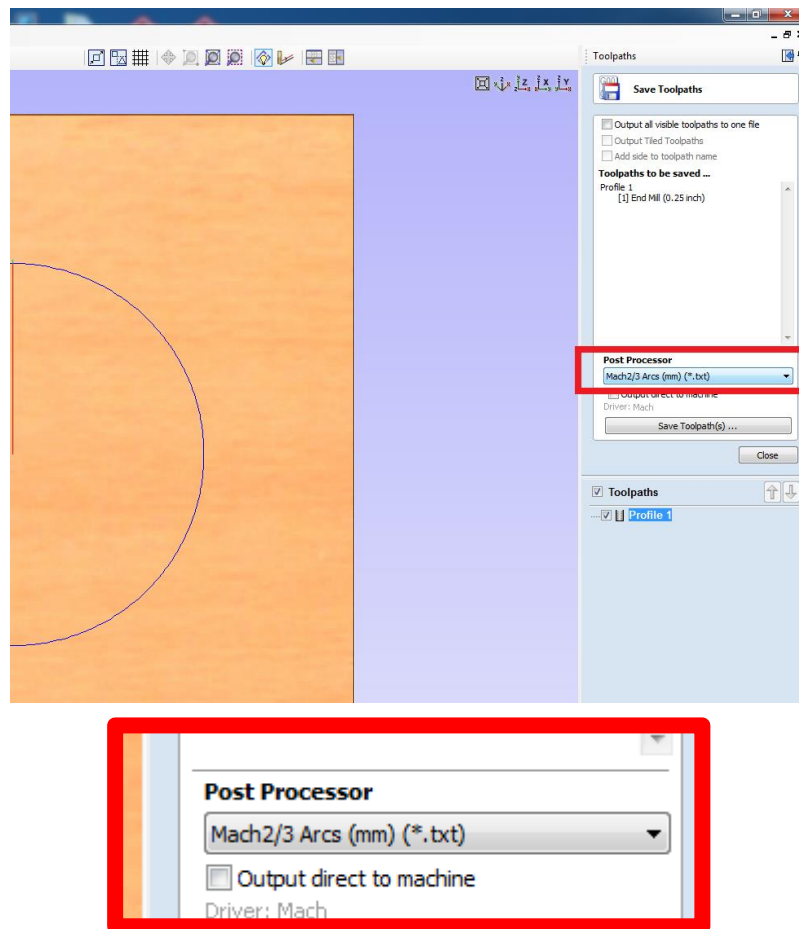 Toolpaths
Save Toolpaths
Output all visible toolpaths to one file
Output Tiled Toolpaths
Add side to toolpath name
Toolpaths to be saved ...
Profile 1
[1] End Mill (0.25 inch)
Post Processor
Mach2/3 Arcs (mm) (*.txt)
Output direct to machine
Driver: Mach
Save Toolpath(s) ...
Close
Toolpaths
Profile 1
Post Processor
Mach2/3 Arcs (mm) (*.txt)
Output direct to machine
Driver: Mach